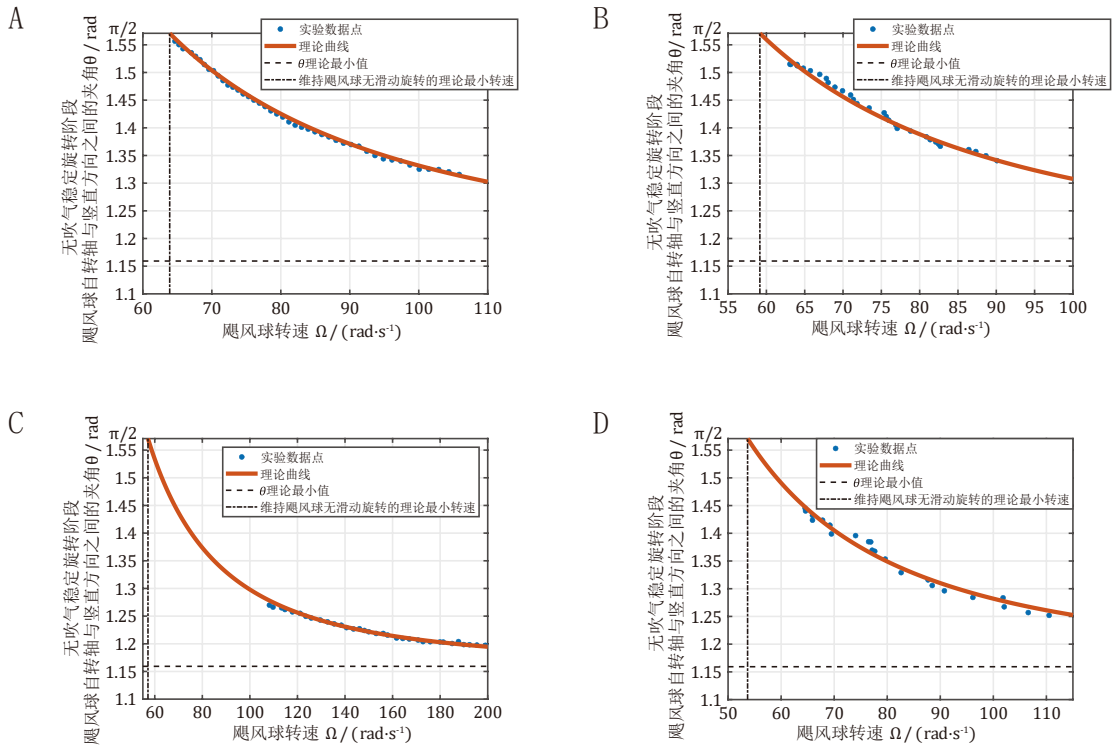 A
π/2
1.55
1.5
1.45
1.4
1.35
1.3
1.2
1.25
1.15
1.1
60
70
80
90
100
110
飓风球转速 Ω / (rad·s⁻¹)
无吹气稳定旋转阶段
飓风球自转轴与竖直方向之间的夹角θ / rad
实验数据点
理论曲线
θ理论最小值
维持飓风球无滑动旋转的理论最小转速
B
π/2
1.55
1.5
1.45
1.4
1.35
1.3
1.2
1.25
1.15
1.1
55
60
65
70
75
80
85
90
95
100
飓风球转速 Ω / (rad·s⁻¹)
无吹气稳定旋转阶段
飓风球自转轴与竖直方向之间的夹角θ / rad
实验数据点
理论曲线
θ理论最小值
维持飓风球无滑动旋转的理论最小转速
C
π/2
1.55
1.5
1.45
1.4
1.35
1.3
1.25
1.2
1.15
1.1
60
80
100
120
140
160
180
200
飓风球转速 Ω / (rad·s⁻¹)
无吹气稳定旋转阶段
飓风球自转轴与竖直方向之间的夹角θ / rad
实验数据点
理论曲线
θ理论最小值
维持飓风球无滑动旋转的理论最小转速
D
π/2
1.55
1.5
1.45
1.4
1.35
1.3
1.25
1.2
1.15
1.1
50
60
70
80
90
100
110
飓风球转速 Ω / (rad·s⁻¹)
无吹气稳定旋转阶段
飓风球自转轴与竖直方向之间的夹角θ / rad
实验数据点
理论曲线
θ理论最小值
维持飓风球无滑动旋转的理论最小转速